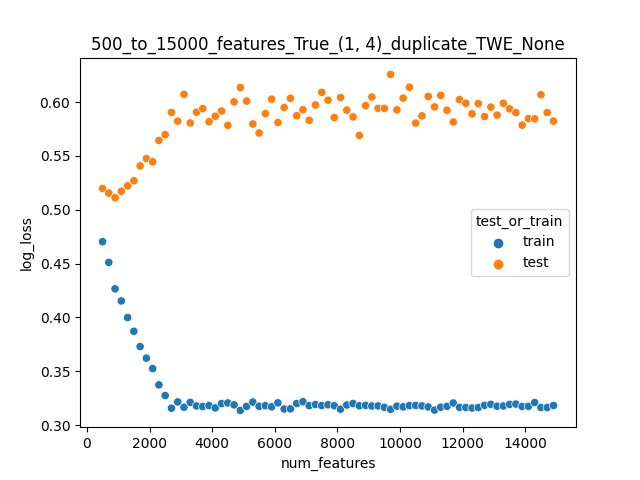 500_to_15000_features_True_(1, 4)_duplicate_TWE_None
0.60
0.55
0.50
0.45
0.40
0.35
0.30
log_loss
test_or_train
train
test
0 2000 4000 6000 8000 10000 12000 14000
num_features